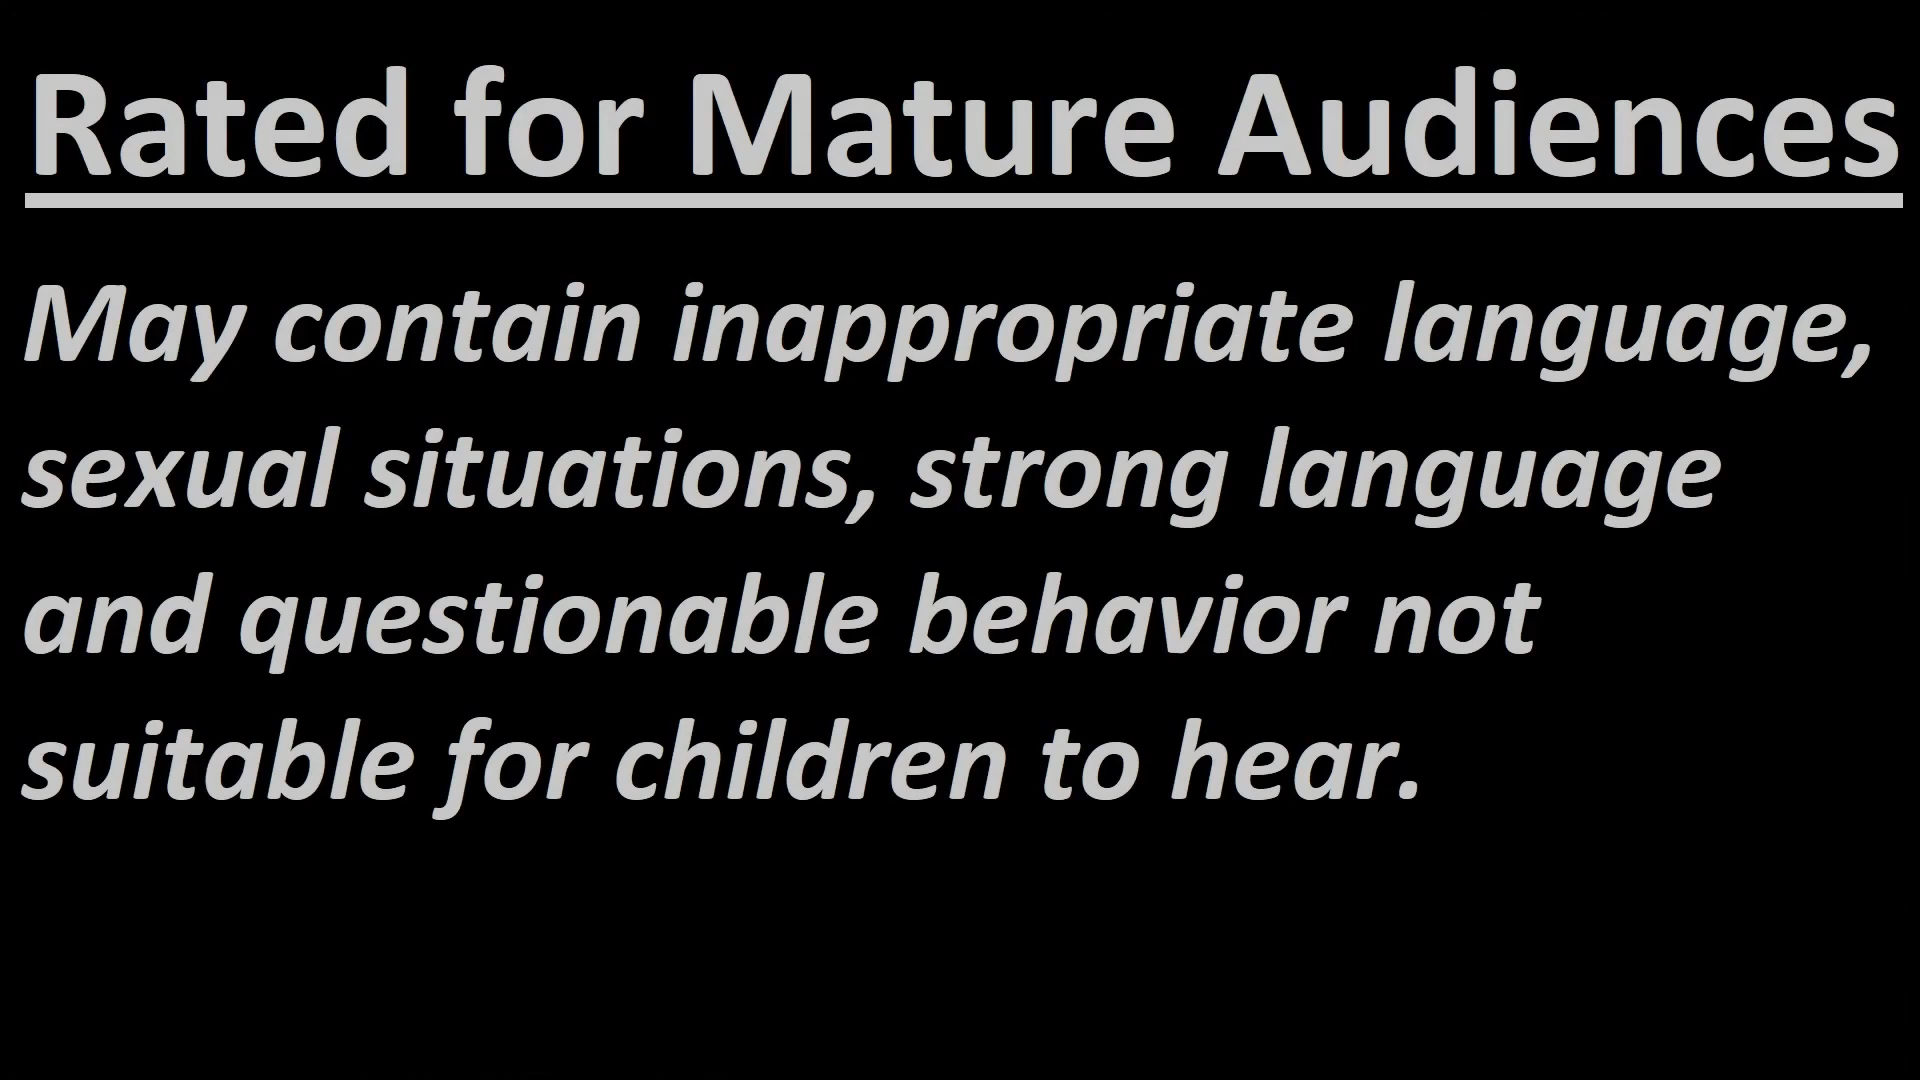 Rated for Mature Audiences
May contain inappropriate language,
sexual situations, strong language
and questionable behavior not
suitable for children to hear.